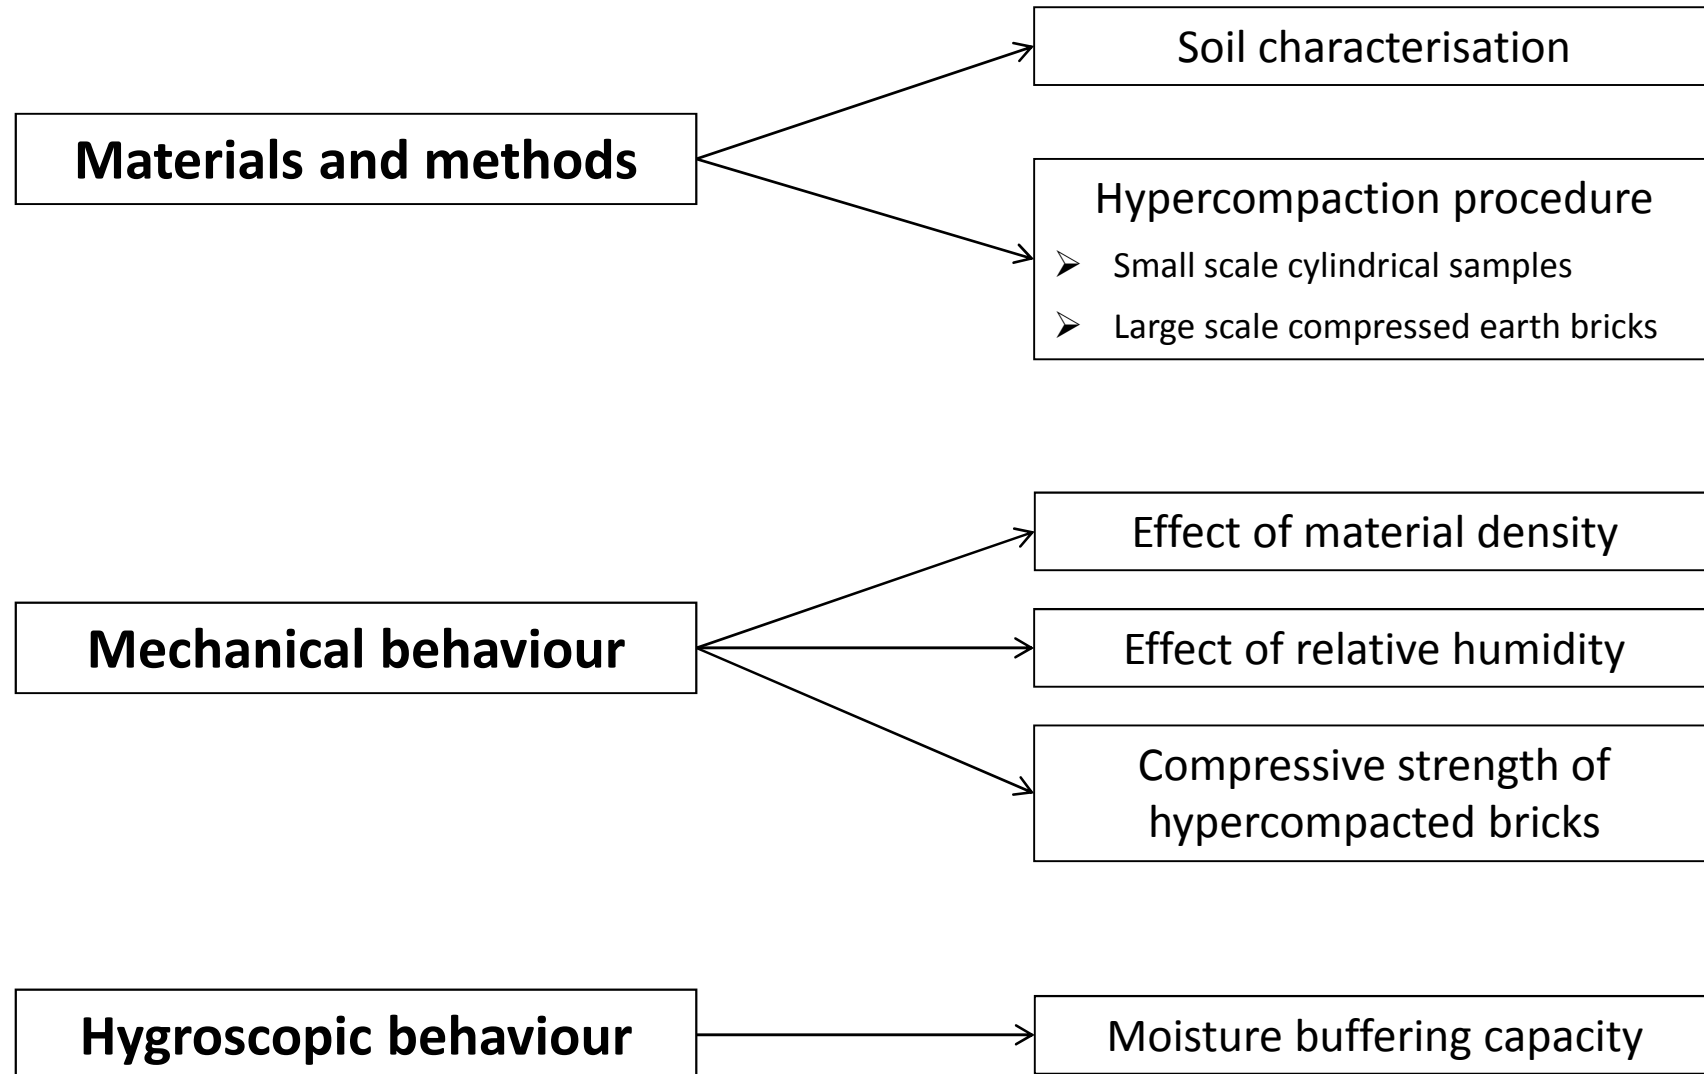 Materials and methods
Soil characterisation
Hypercompaction procedure
➢ Small scale cylindrical samples
➢ Large scale compressed earth bricks
Mechanical behaviour
Effect of material density
Effect of relative humidity
Compressive strength of
hypercompacted bricks
Hygroscopic behaviour
Moisture buffering capacity